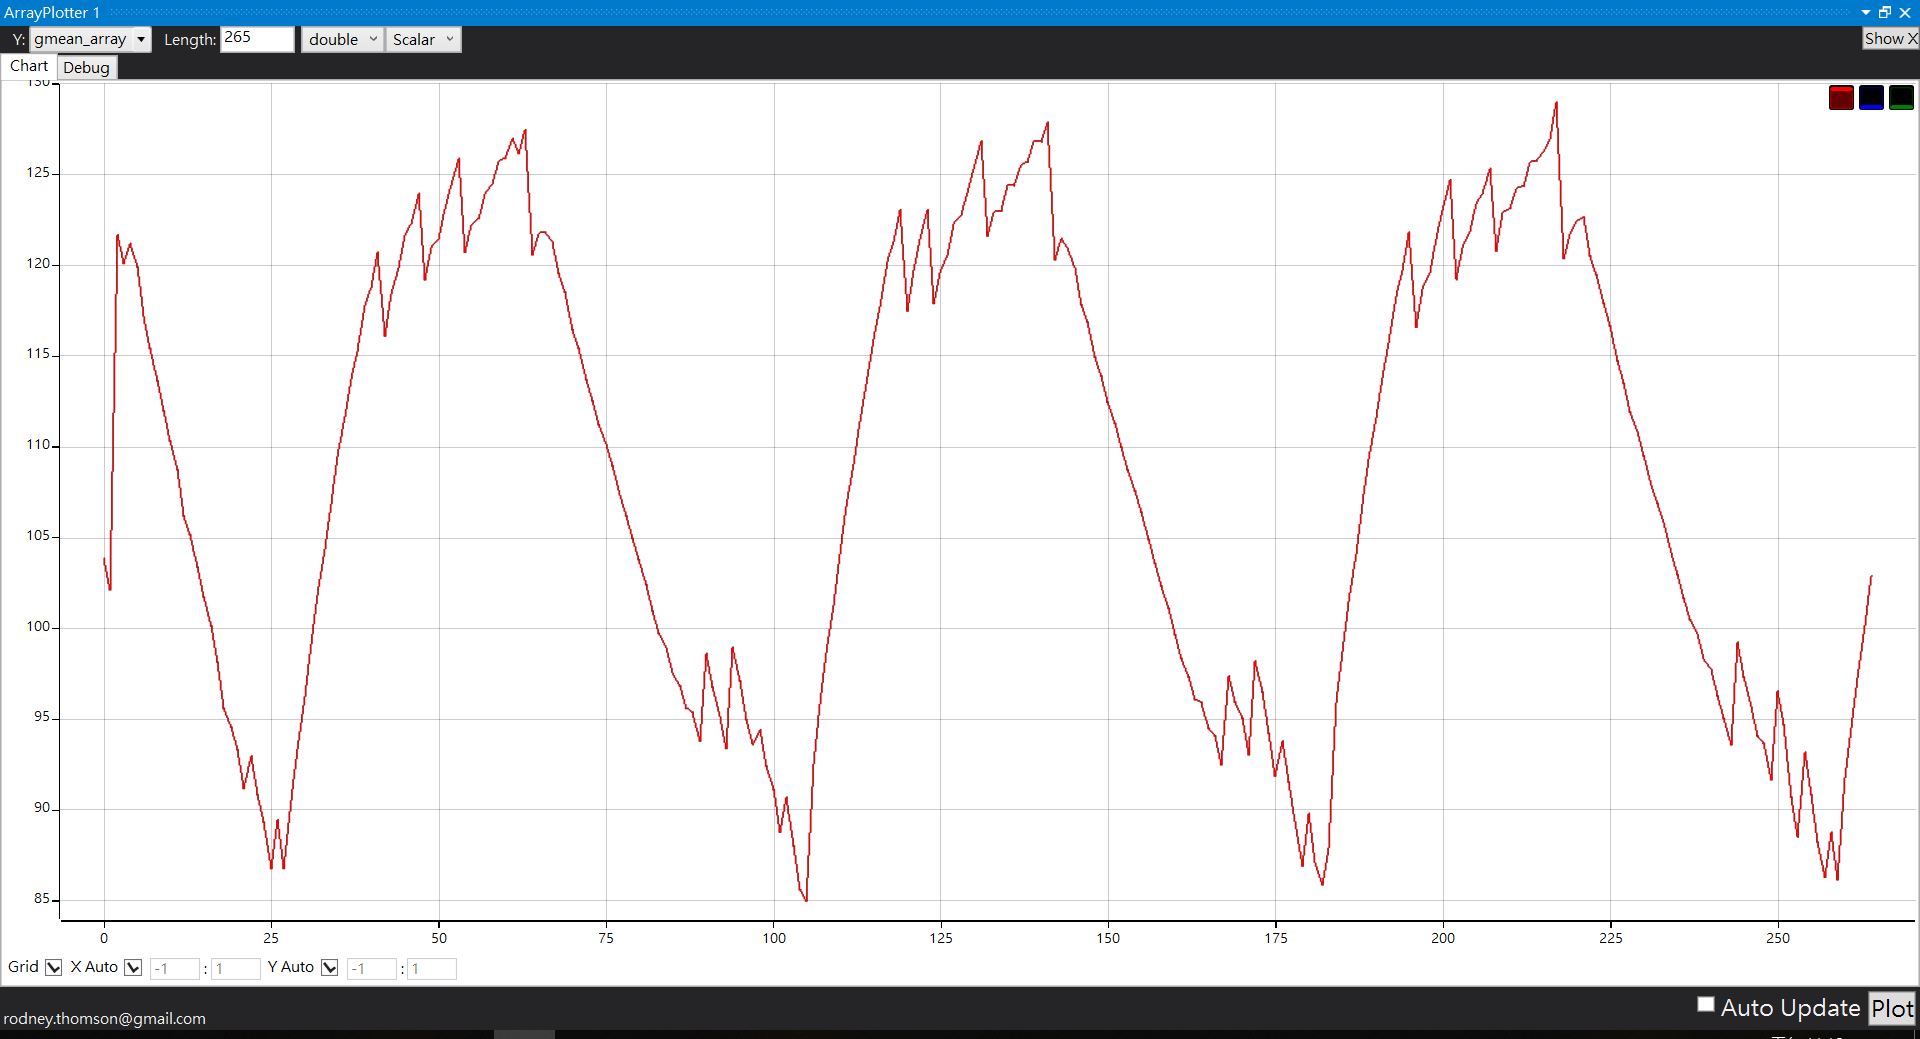 ArrayPlotter 1
Y: gmean_array Length: 265 double Scalar Show X
Chart Debug
130
125
120
115
110
105
100
95
90
85
0 25 50 75 100 125 150 175 200 225 250
Grid X Auto -1 : 1 Y Auto -1 : 1
Auto Update Plot
rodney.thomson@gmail.com